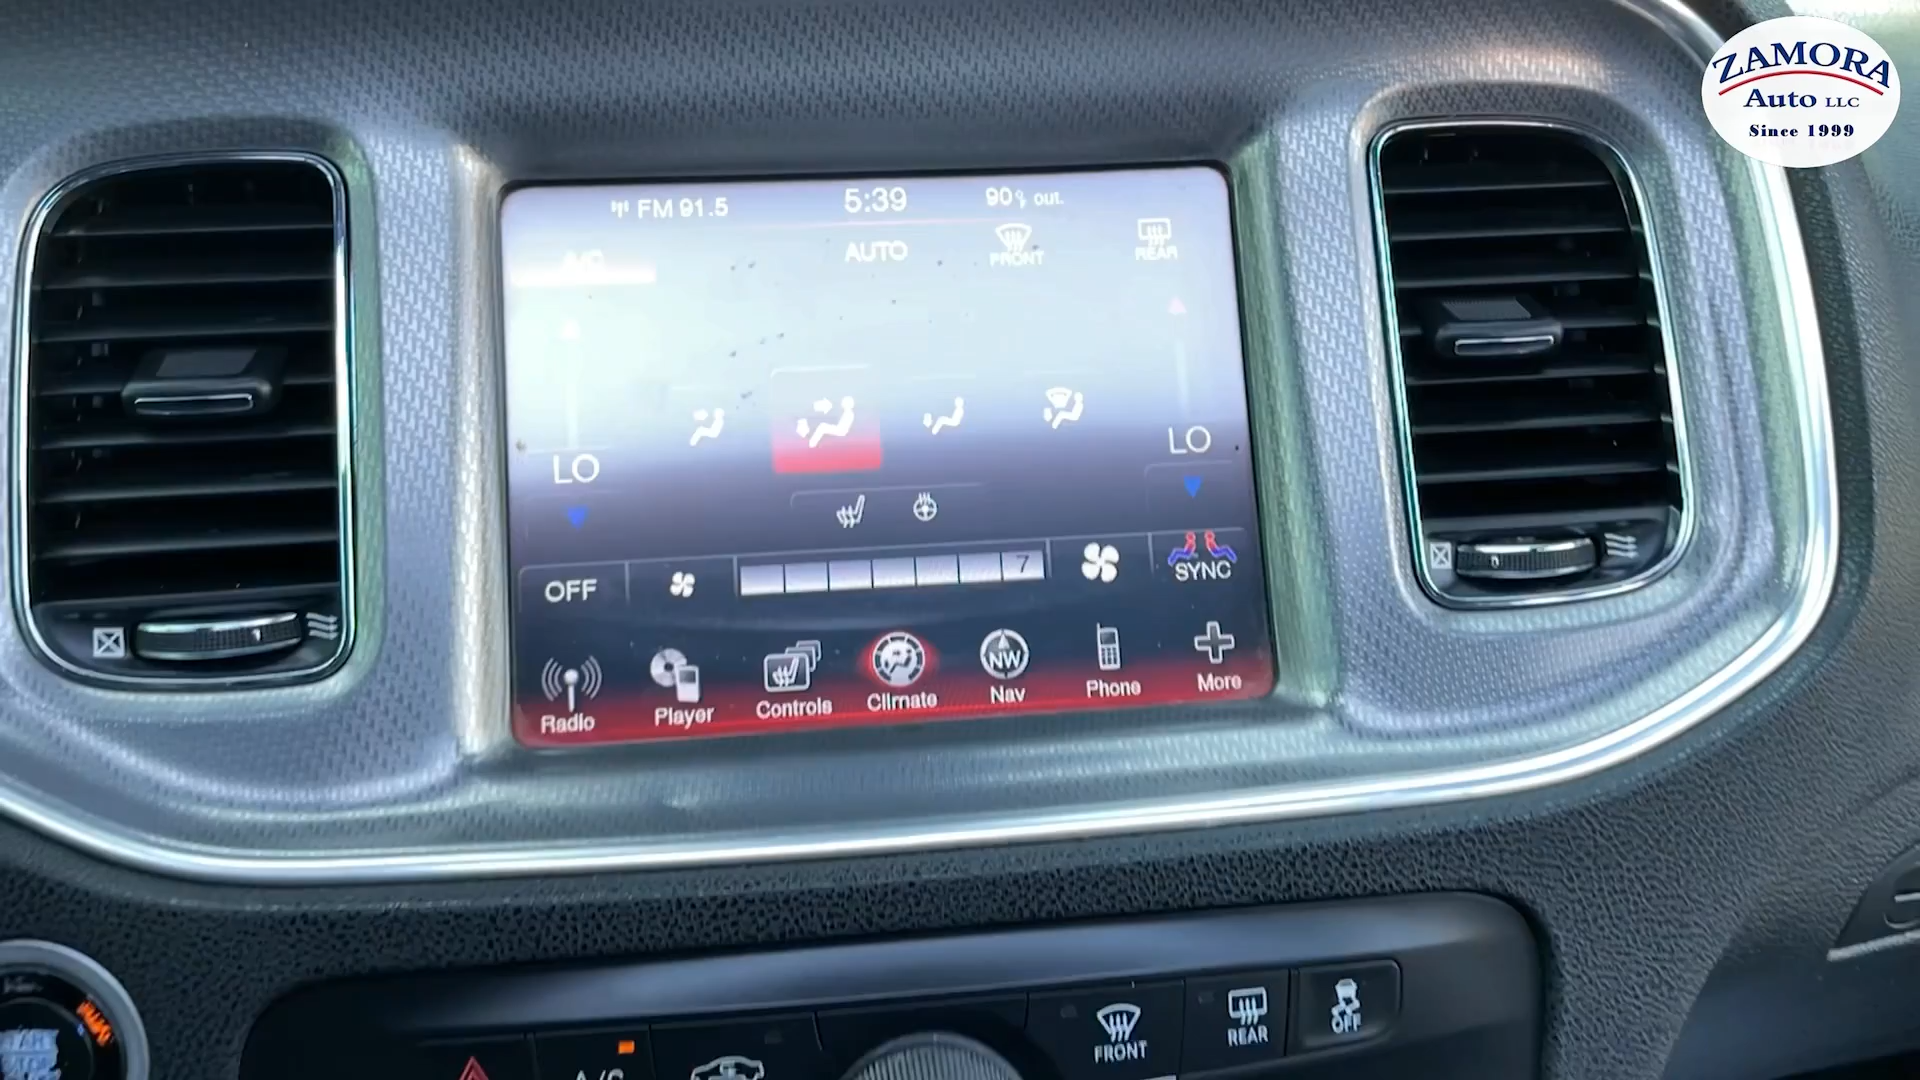 ZAMORA
Auto LLC
Since 1999
FM 91.5
5:39
90°F out.
A/C
AUTO
FRONT
REAR
LO
LO
OFF
7
SYNC
Radio
Player
Controls
Climate
NW
Nav
Phone
More
A/C
FRONT
REAR
OFF